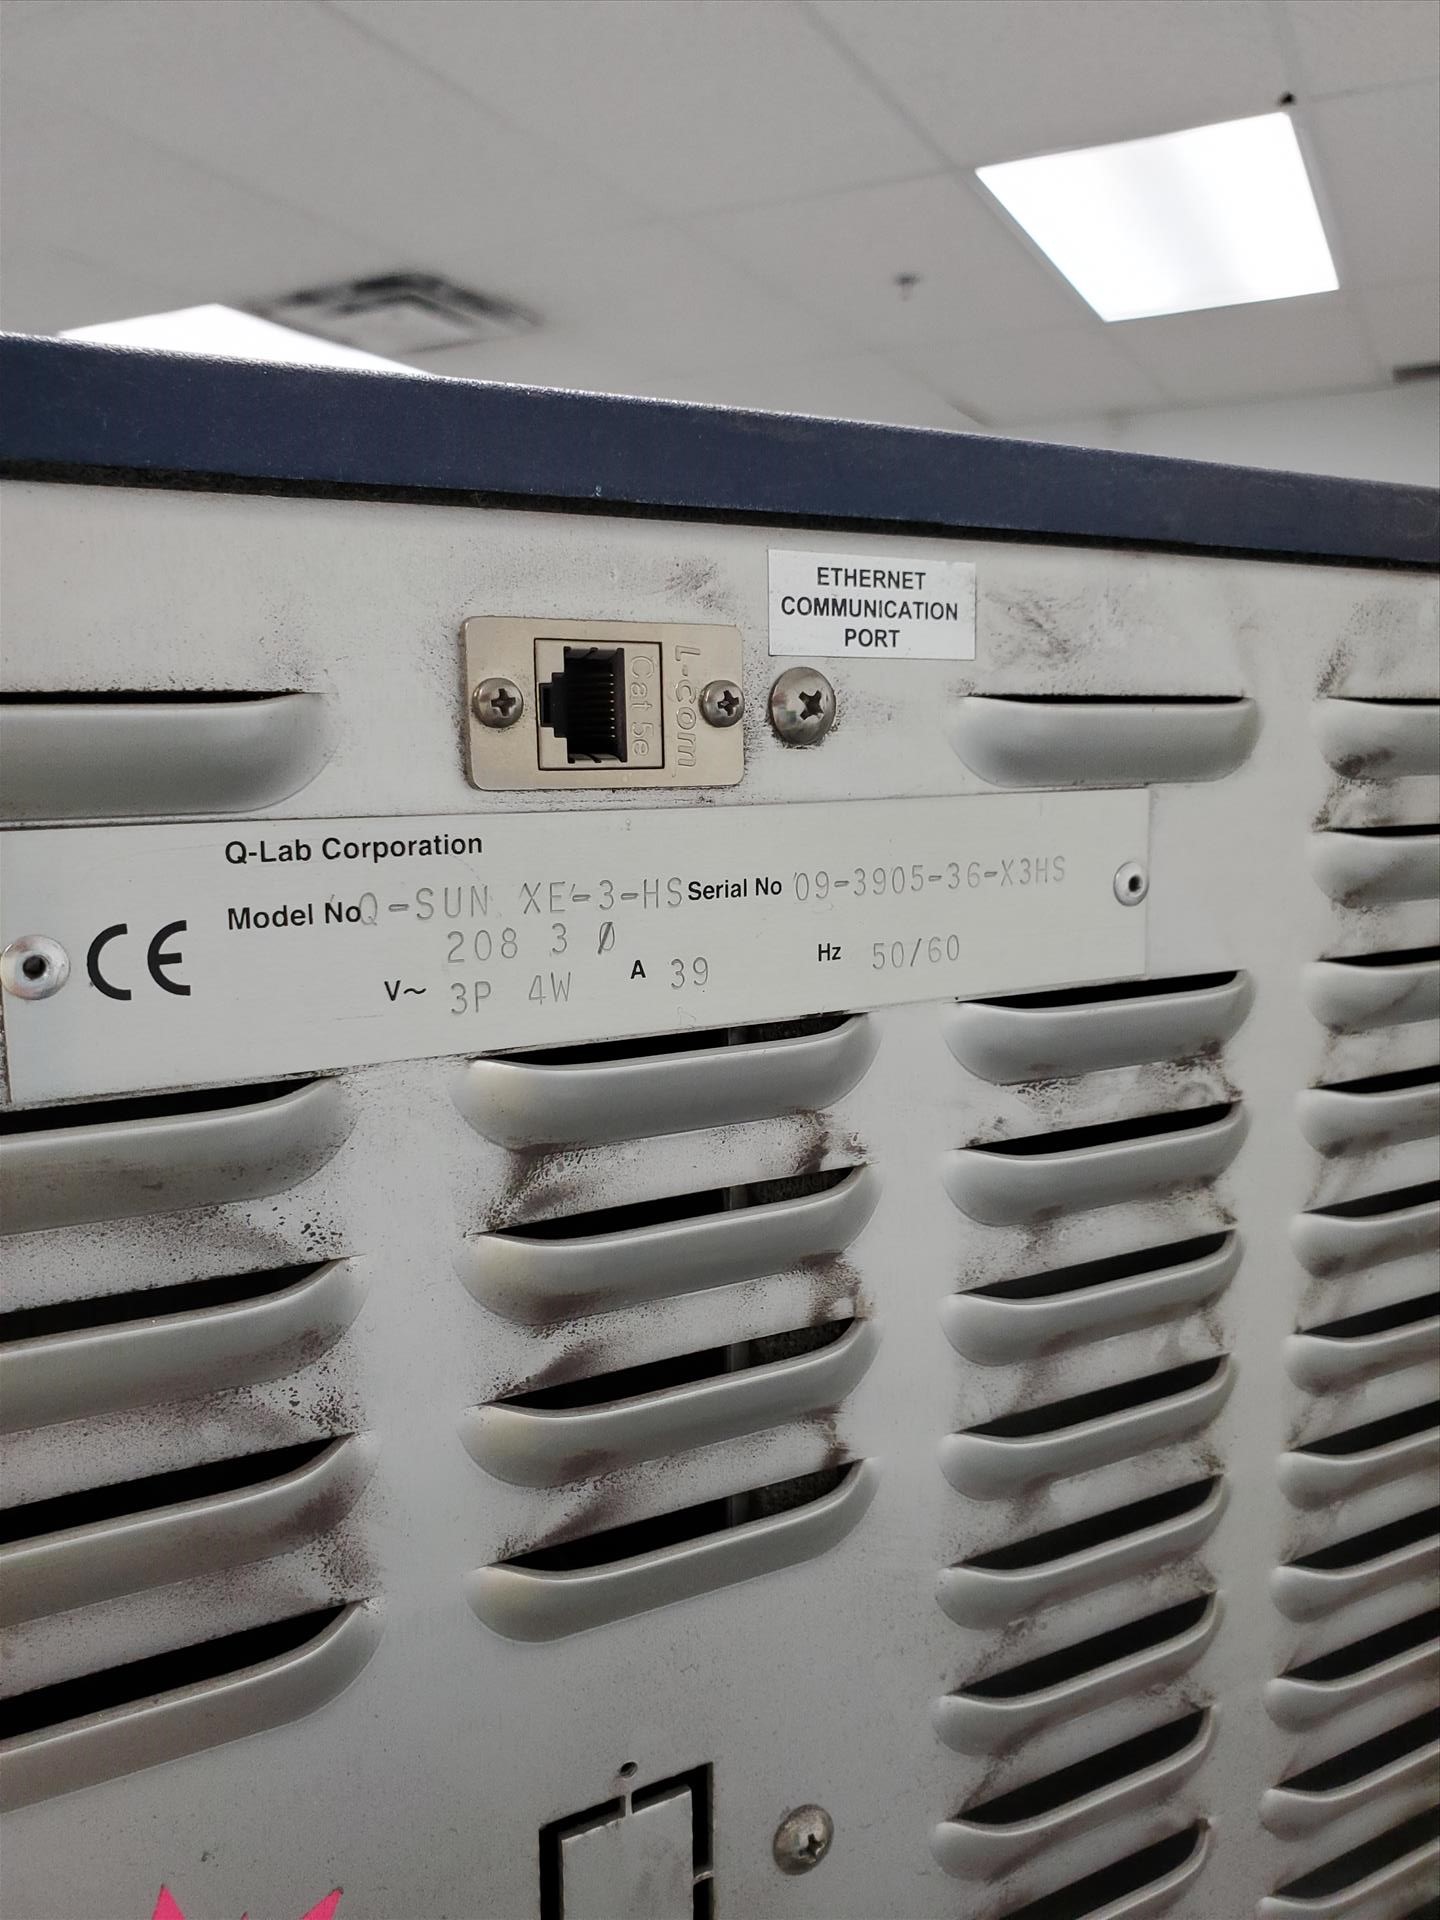 ETHERNET
COMMUNICATION
PORT
L-com
Cat 5e
Q-Lab Corporation
Model No Q-SUN XE-3-HS Serial No 09-3905-36-X3HS
208 3 Ø
CE V~ 3P 4W A 39 Hz 50/60